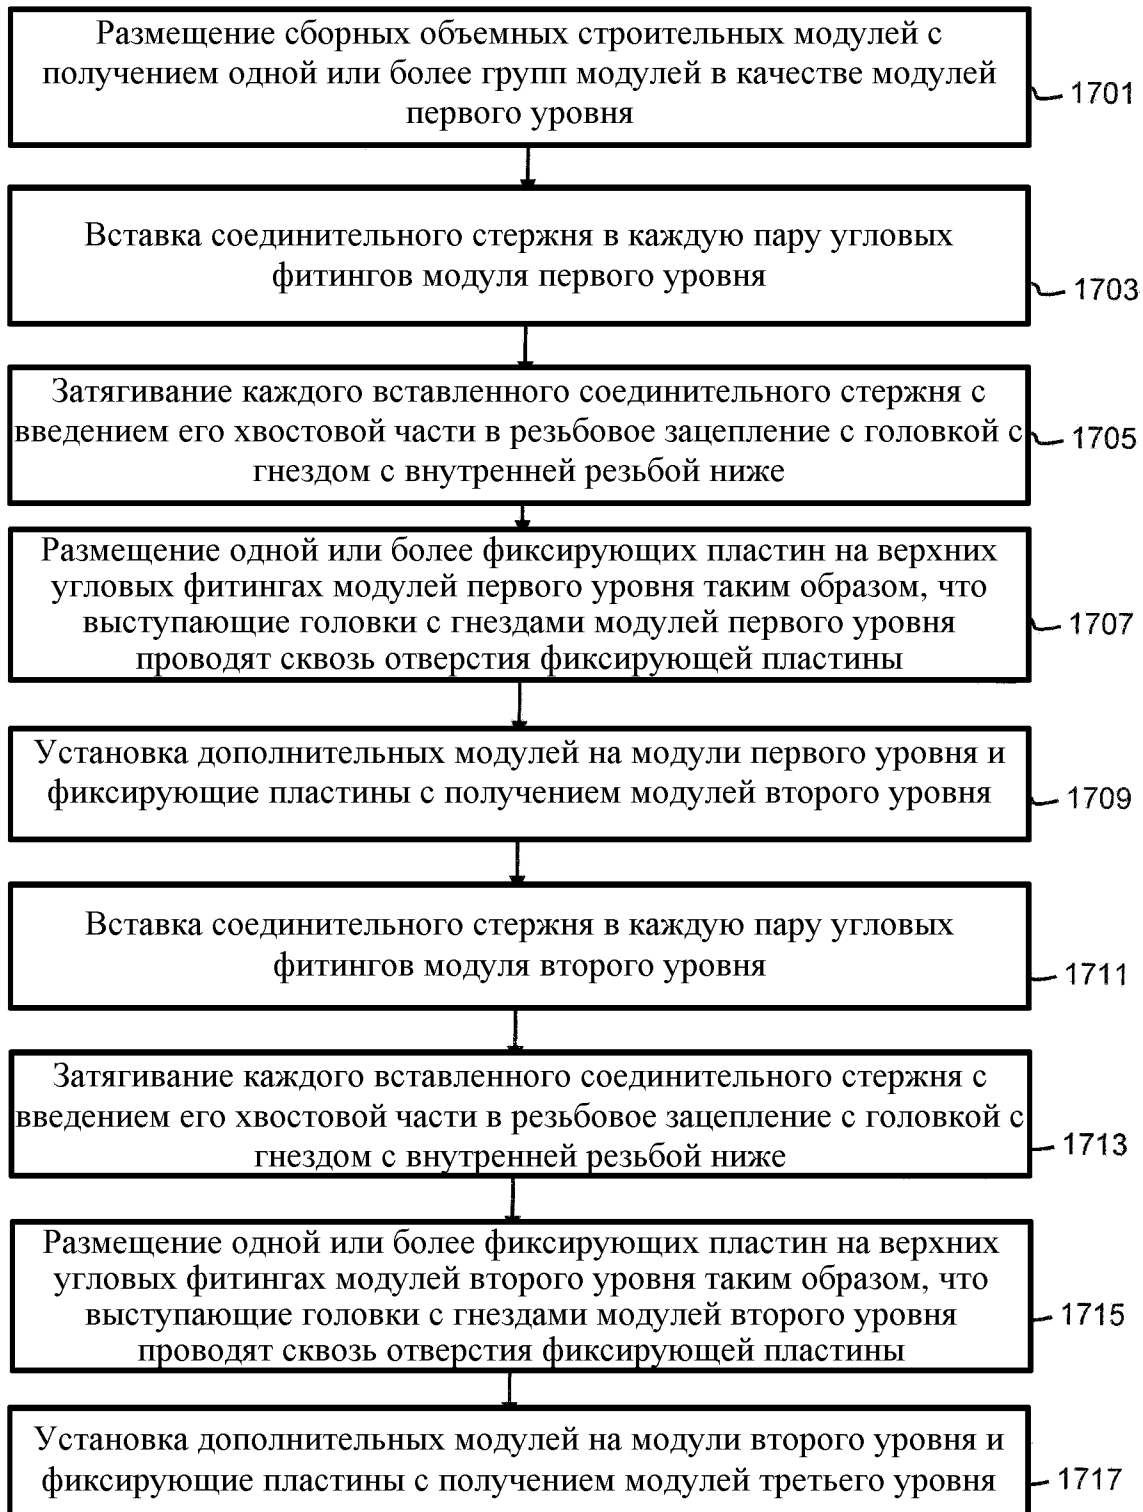 Размещение сборных объемных строительных модулей с
получением одной или более групп модулей в качестве модулей
первого уровня
1701
Вставка соединительного стержня в каждую пару угловых
фитингов модуля первого уровня
1703
Затягивание каждого вставленного соединительного стержня с
введением его хвостовой части в резьбовое зацепление с головкой с
гнездом с внутренней резьбой ниже
1705
Размещение одной или более фиксирующих пластин на верхних
угловых фитингах модулей первого уровня таким образом, что
выступающие головки с гнездами модулей первого уровня
проводят сквозь отверстия фиксирующей пластины
1707
Установка дополнительных модулей на модули первого уровня и
фиксирующие пластины с получением модулей второго уровня
1709
Вставка соединительного стержня в каждую пару угловых
фитингов модуля второго уровня
1711
Затягивание каждого вставленного соединительного стержня с
введением его хвостовой части в резьбовое зацепление с головкой с
гнездом с внутренней резьбой ниже
1713
Размещение одной или более фиксирующих пластин на верхних
угловых фитингах модулей второго уровня таким образом, что
выступающие головки с гнездами модулей второго уровня
проводят сквозь отверстия фиксирующей пластины
1715
Установка дополнительных модулей на модули второго уровня и
фиксирующие пластины с получением модулей третьего уровня
1717